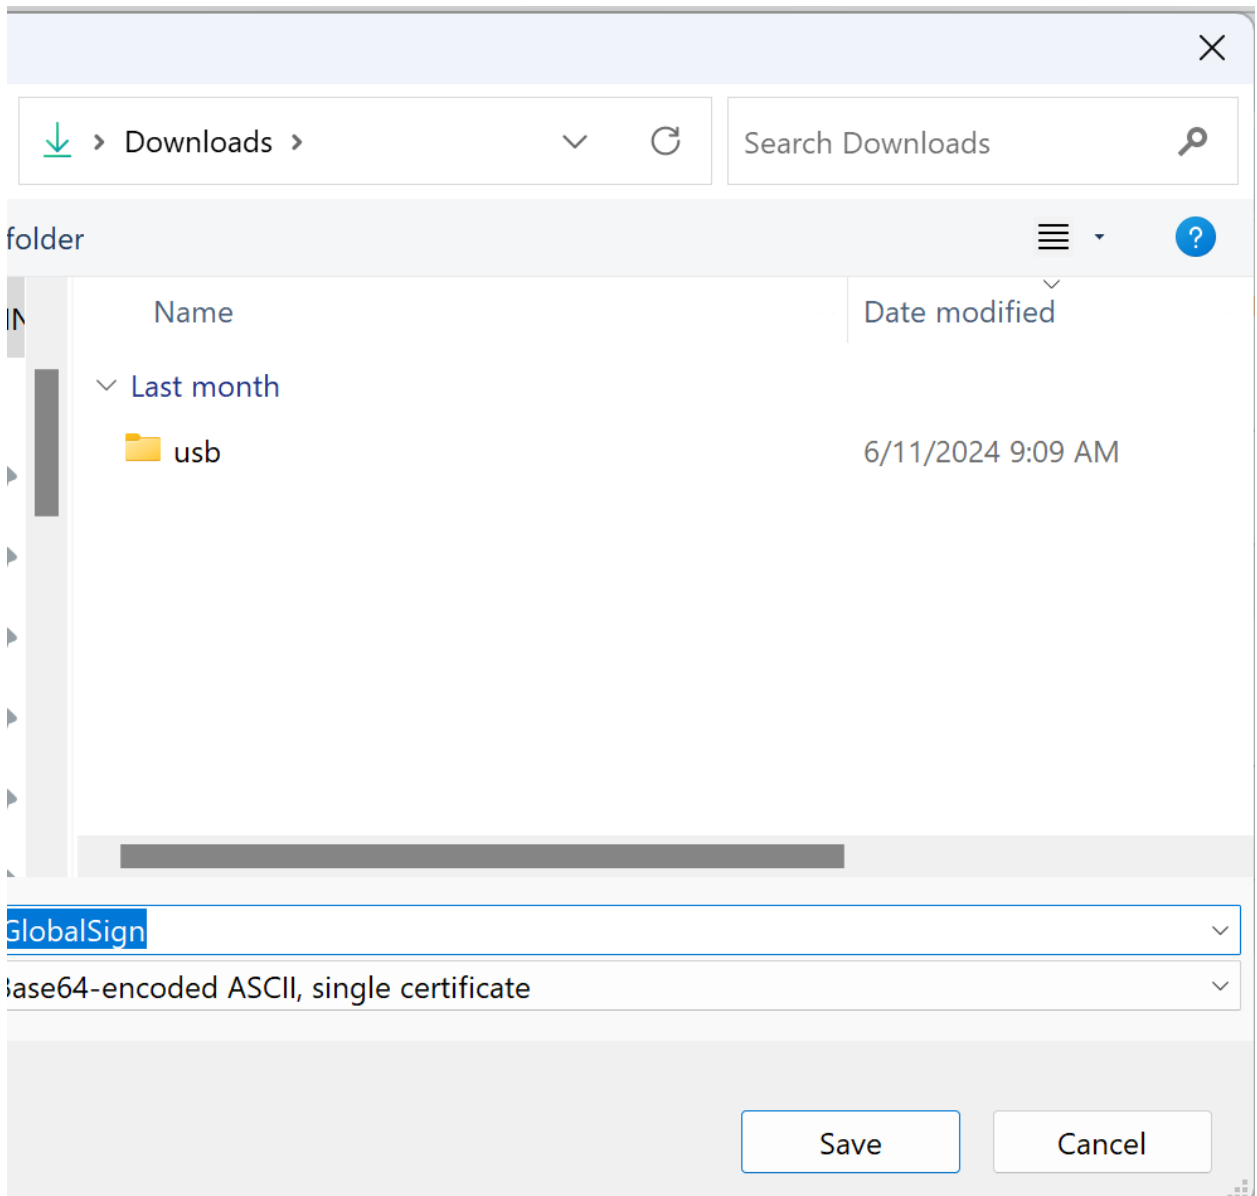 Downloads
Search Downloads
folder
Name
Date modified
Last month
usb
6/11/2024 9:09 AM
GlobalSign
Base64-encoded ASCII, single certificate
Save
Cancel